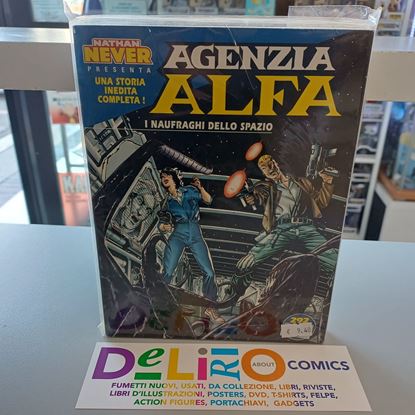 NATHAN
NEVER
PRESENTA
UNA STORIA
INEDITA
COMPLETA !
AGENZIA
ALFA
I NAUFRAGHI DELLO SPAZIO
292
€ 9,40
DeLiRiO
ABOUT
COMICS
FUMETTI NUOVI, USATI, DA COLLEZIONE, LIBRI, RIVISTE,
LIBRI D'ILLUSTRAZIONI, POSTERS, DVD, T-SHIRTS, FELPE,
ACTION FIGURES, PORTACHIAVI, GADGETS